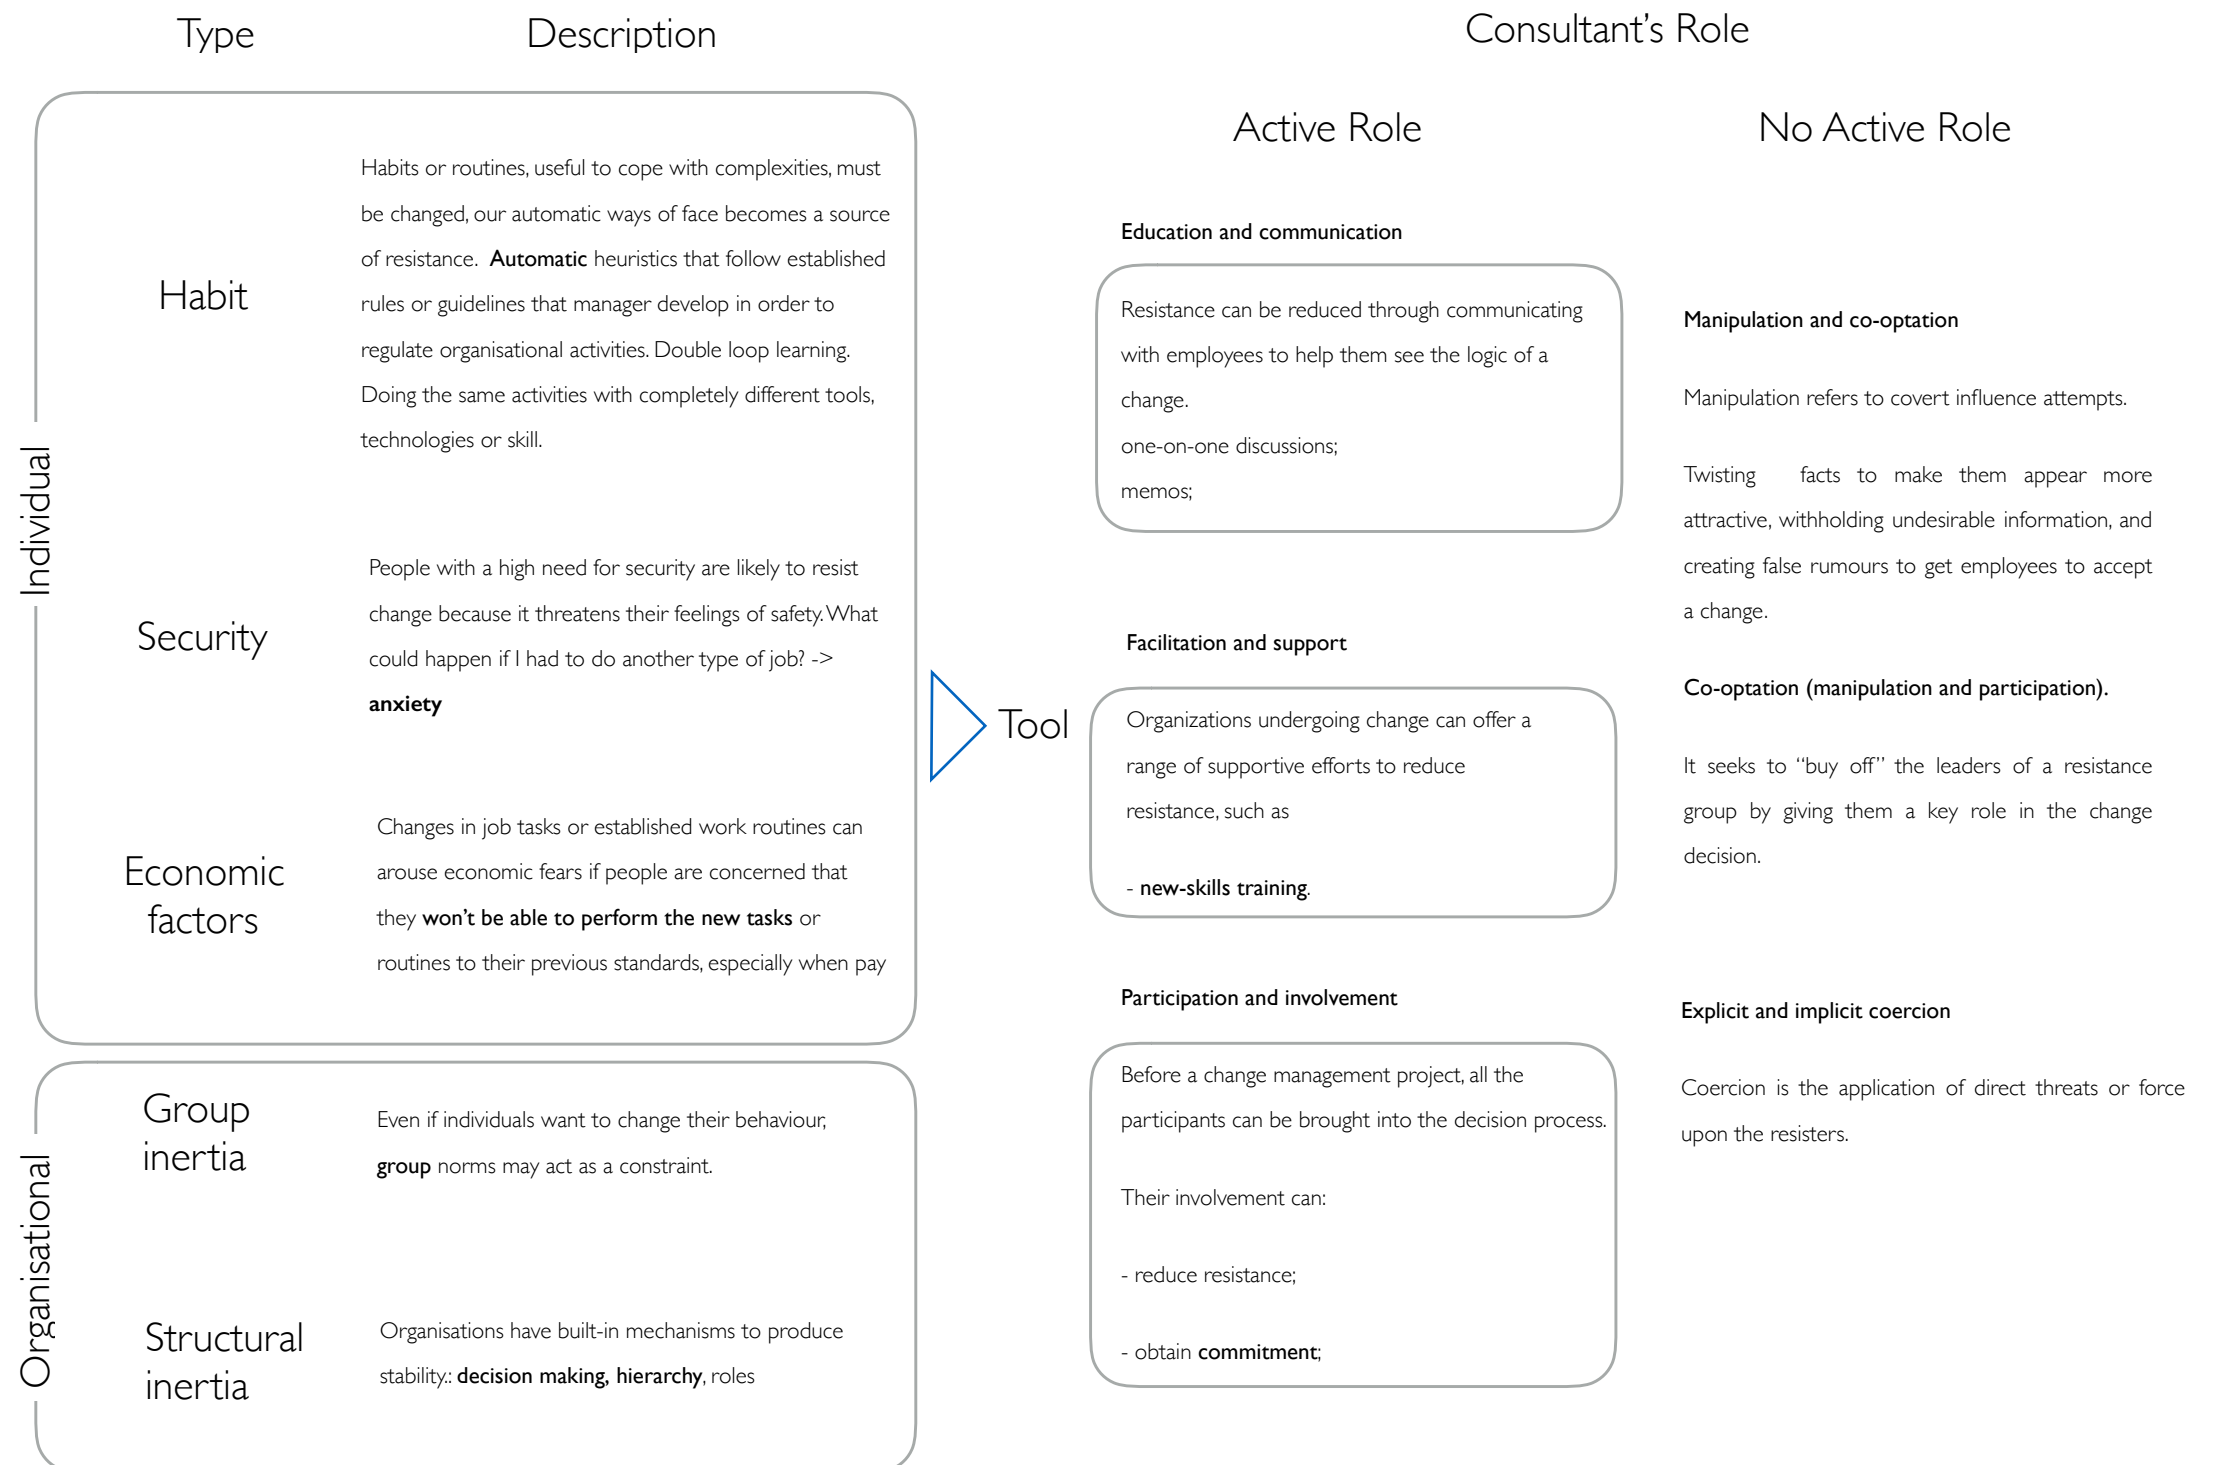 Type
Description
Consultant's Role
Active Role
No Active Role
Individual
Habit
Habits or routines, useful to cope with complexities, must
be changed, our automatic ways of face becomes a source
of resistance. Automatic heuristics that follow established
rules or guidelines that manager develop in order to
regulate organisational activities. Double loop learning.
Doing the same activities with completely different tools,
technologies or skill.
Security
People with a high need for security are likely to resist
change because it threatens their feelings of safety. What
could happen if I had to do another type of job? ->
anxiety
Economic
factors
Changes in job tasks or established work routines can
arouse economic fears if people are concerned that
they won't be able to perform the new tasks or
routines to their previous standards, especially when pay
Organisational
Group
inertia
Even if individuals want to change their behaviour,
group norms may act as a constraint.
Structural
inertia
Organisations have built-in mechanisms to produce
stability.: decision making, hierarchy, roles
Tool
Education and communication
Resistance can be reduced through communicating
with employees to help them see the logic of a
change.
one-on-one discussions;
memos;
Facilitation and support
Organizations undergoing change can offer a
range of supportive efforts to reduce
resistance, such as
- new-skills training.
Participation and involvement
Before a change management project, all the
participants can be brought into the decision process.
Their involvement can:
- reduce resistance;
- obtain commitment;
Manipulation and co-optation
Manipulation refers to covert influence attempts.
Twisting facts to make them appear more
attractive, withholding undesirable information, and
creating false rumours to get employees to accept
a change.
Co-optation (manipulation and participation).
It seeks to “buy off” the leaders of a resistance
group by giving them a key role in the change
decision.
Explicit and implicit coercion
Coercion is the application of direct threats or force
upon the resisters.